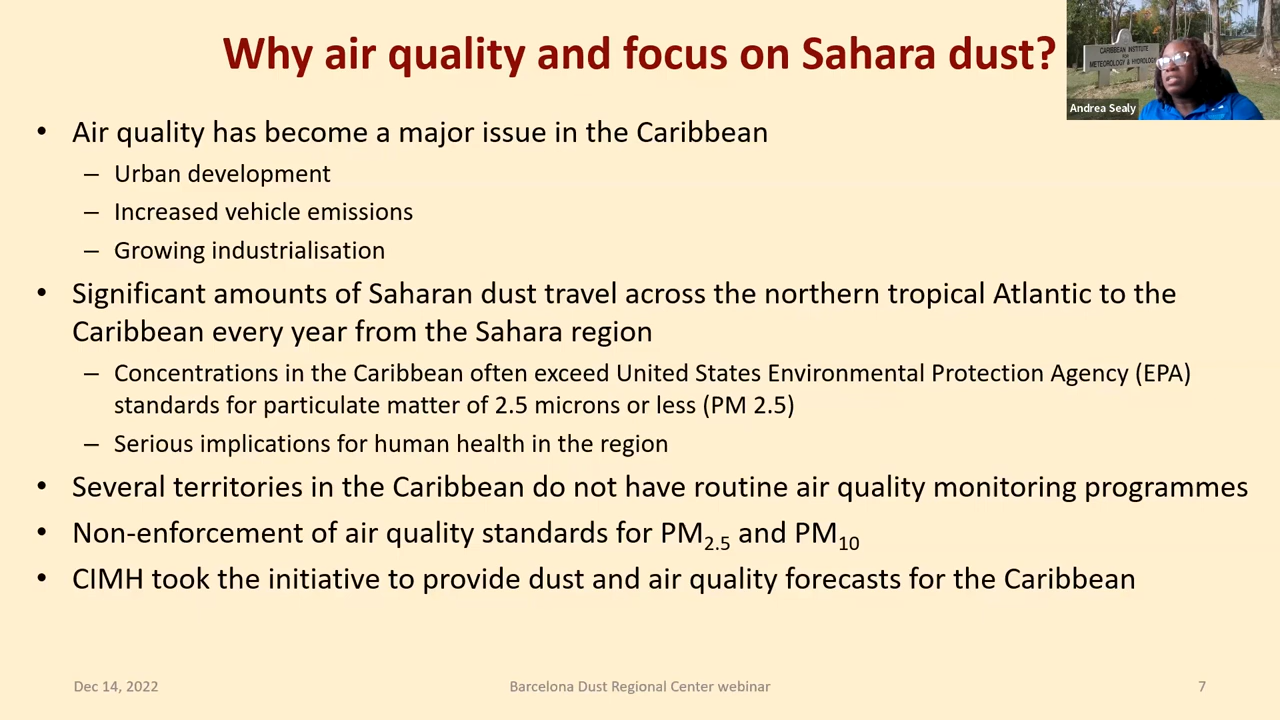 Why air quality and focus on Sahara dust?
CARIBBEAN INSTITUTE
METEOROLOGY & HYDROLOGY
Andrea Sealy
• Air quality has become a major issue in the Caribbean
– Urban development
– Increased vehicle emissions
– Growing industrialisation
• Significant amounts of Saharan dust travel across the northern tropical Atlantic to the
Caribbean every year from the Sahara region
– Concentrations in the Caribbean often exceed United States Environmental Protection Agency (EPA)
standards for particulate matter of 2.5 microns or less (PM 2.5)
– Serious implications for human health in the region
• Several territories in the Caribbean do not have routine air quality monitoring programmes
• Non-enforcement of air quality standards for PM2.5 and PM10
• CIMH took the initiative to provide dust and air quality forecasts for the Caribbean
Dec 14, 2022
Barcelona Dust Regional Center webinar
7